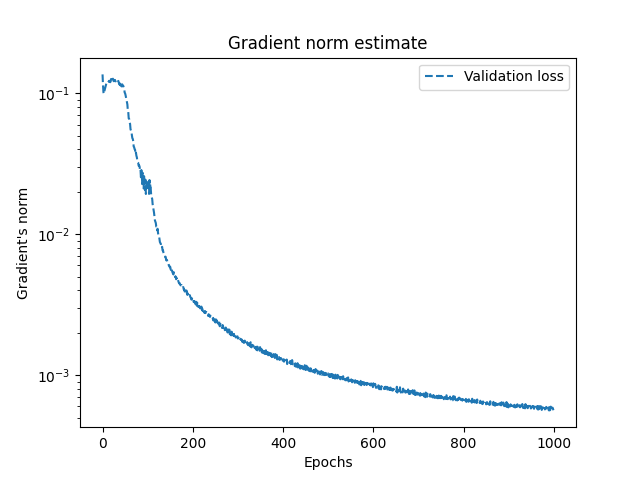 Gradient norm estimate
Validation loss
Gradient's norm
10⁻¹
10⁻²
10⁻³
0 200 400 600 800 1000
Epochs